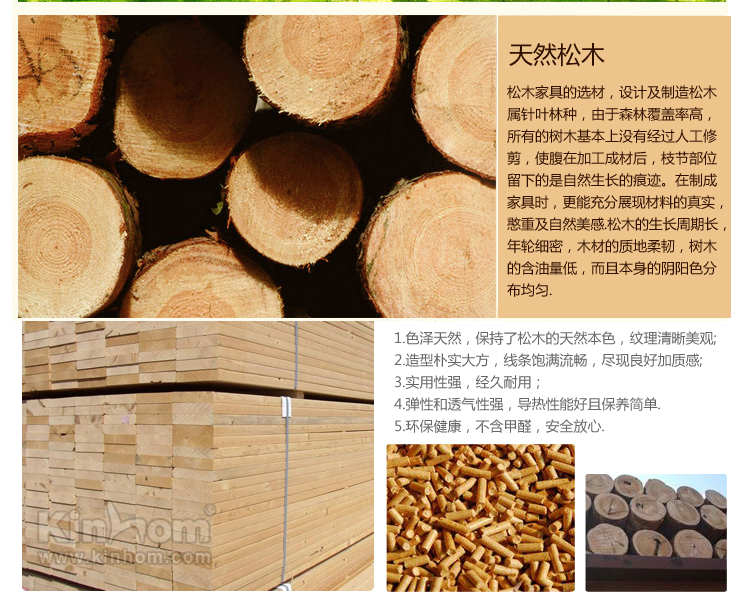 天然松木
松木家具的选材，设计及制造松木
属针叶林种，由于森林覆盖率高，
所有的树木基本上没有经过人工修
剪，使腹在加工成材后，枝节部位
留下的是自然生长的痕迹。在制成
家具时，更能充分展现材料的真实，
憨重及自然美感.松木的生长周期长，
年轮细密，木材的质地柔韧，树木
的含油量低，而且本身的阴阳色分
布均匀.
1.色泽天然，保持了松木的天然本色，纹理清晰美观;
2.造型朴实大方，线条饱满流畅，尽现良好加质感;
3.实用性强，经久耐用；
4.弹性和透气性强，导热性能好且保养简单.
5.环保健康，不含甲醛，安全放心.
Kinhom
www.kinhom.com